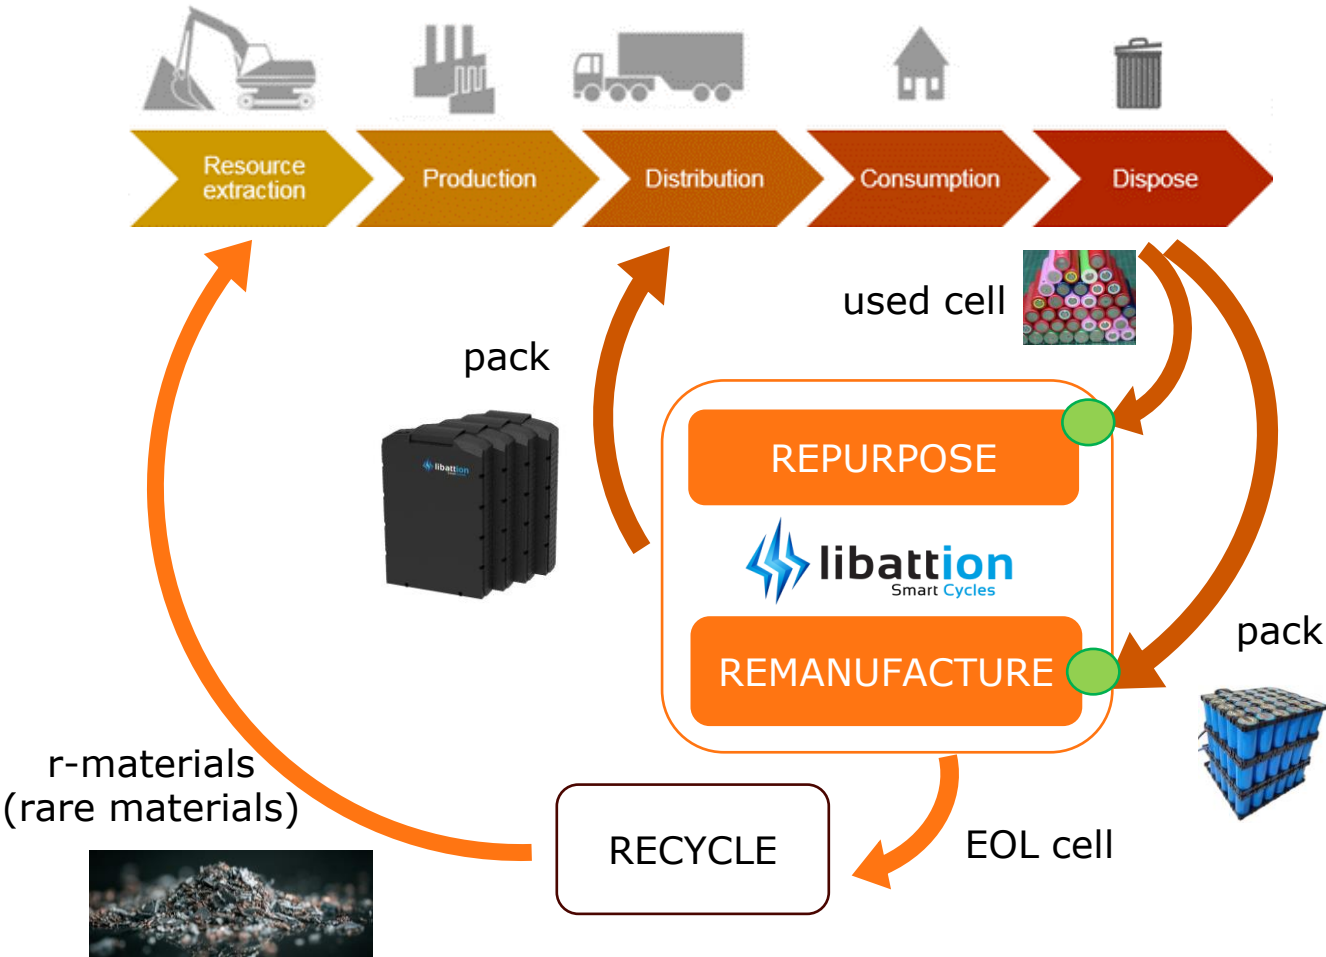 Resource
extraction
Production
Distribution
Consumption
Dispose
used cell
pack
libattion
REPURPOSE
libattion
Smart Cycles
REMANUFACTURE
pack
r-materials
(rare materials)
RECYCLE
EOL cell